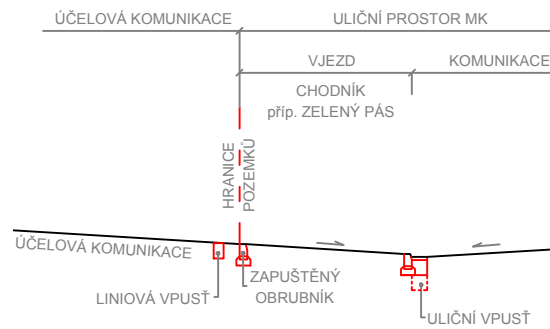 ÚČELOVÁ KOMUNIKACE
ULIČNÍ PROSTOR MK
VJEZD
KOMUNIKACE
CHODNÍK
příp. ZELENÝ PÁS
HRANICE
POZEMKŮ
ÚČELOVÁ KOMUNIKACE
LINIOVÁ VPUSŤ
ZAPUŠTĚNÝ
OBRUBNÍK
ULIČNÍ VPUSŤ